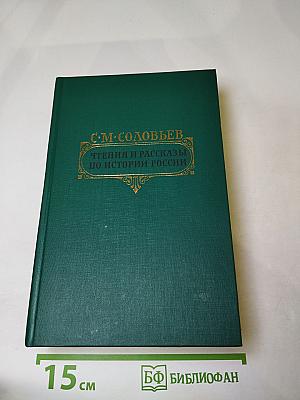 С·М·СОЛОВЬЕВ
ЧТЕНИЯ И РАССКАЗЫ
ПО ИСТОРИИ РОССИИ
15 см
БФ БИБЛИОФАН